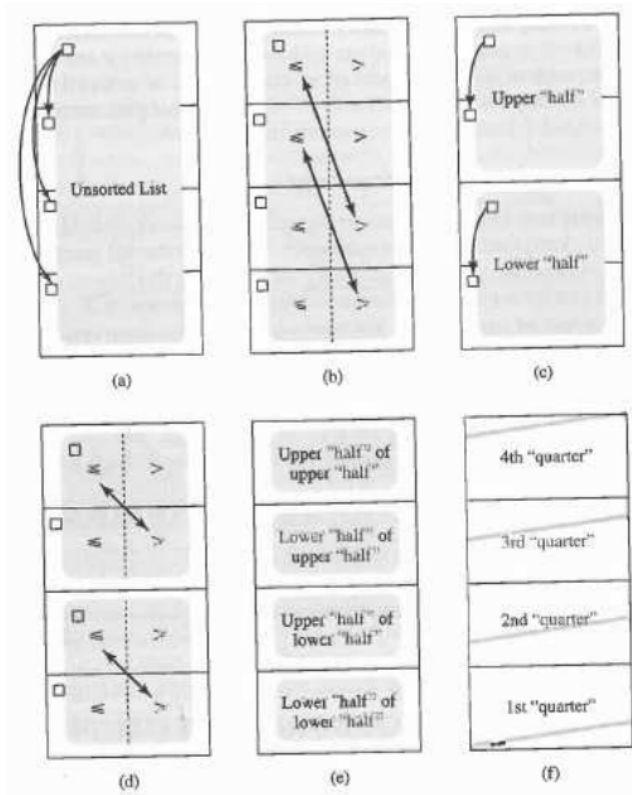 Unsorted List
(a)
(b)
Upper "half"
Lower "half"
(c)
(d)
Upper "half" of
upper "half"
Lower "half" of
upper "half"
Upper "half" of
lower "half"
Lower "half" of
lower "half"
(e)
4th "quarter"
3rd "quarter"
2nd "quarter"
1st "quarter"
(f)